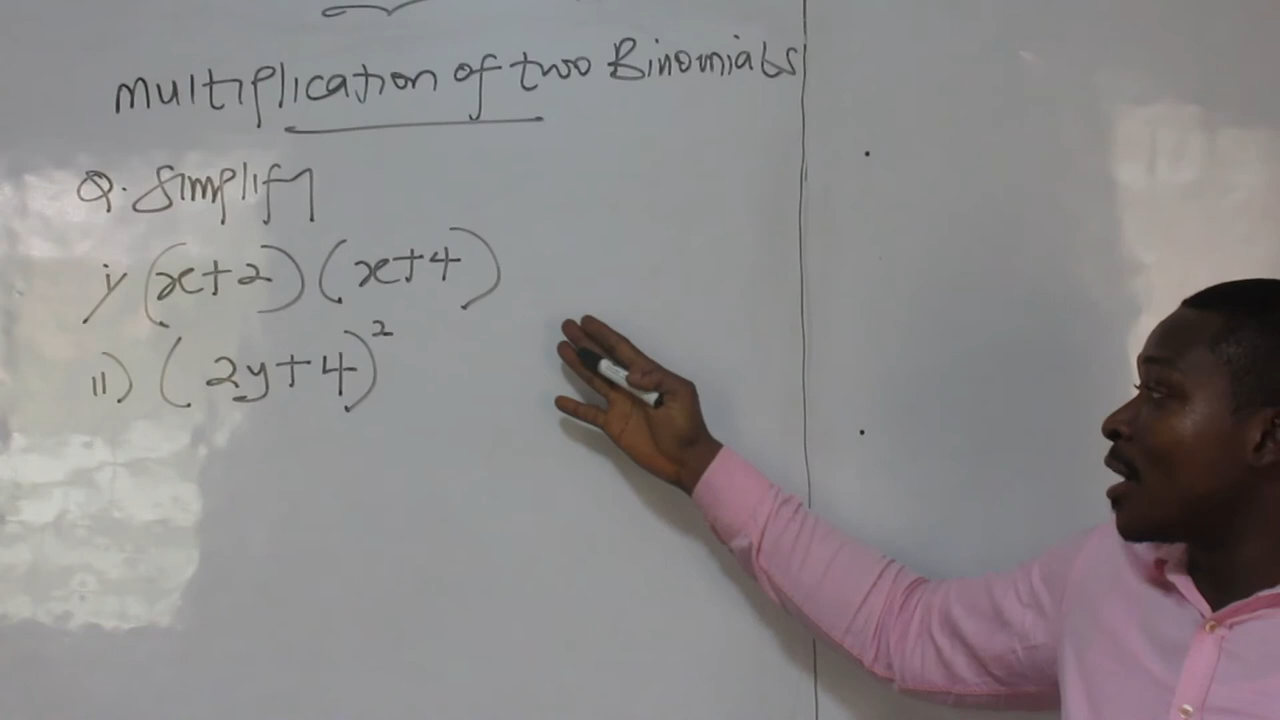 Multiplication of two Binomials
Q. Simplify
i) (x+2)(x+4)
ii) (2y+4)²